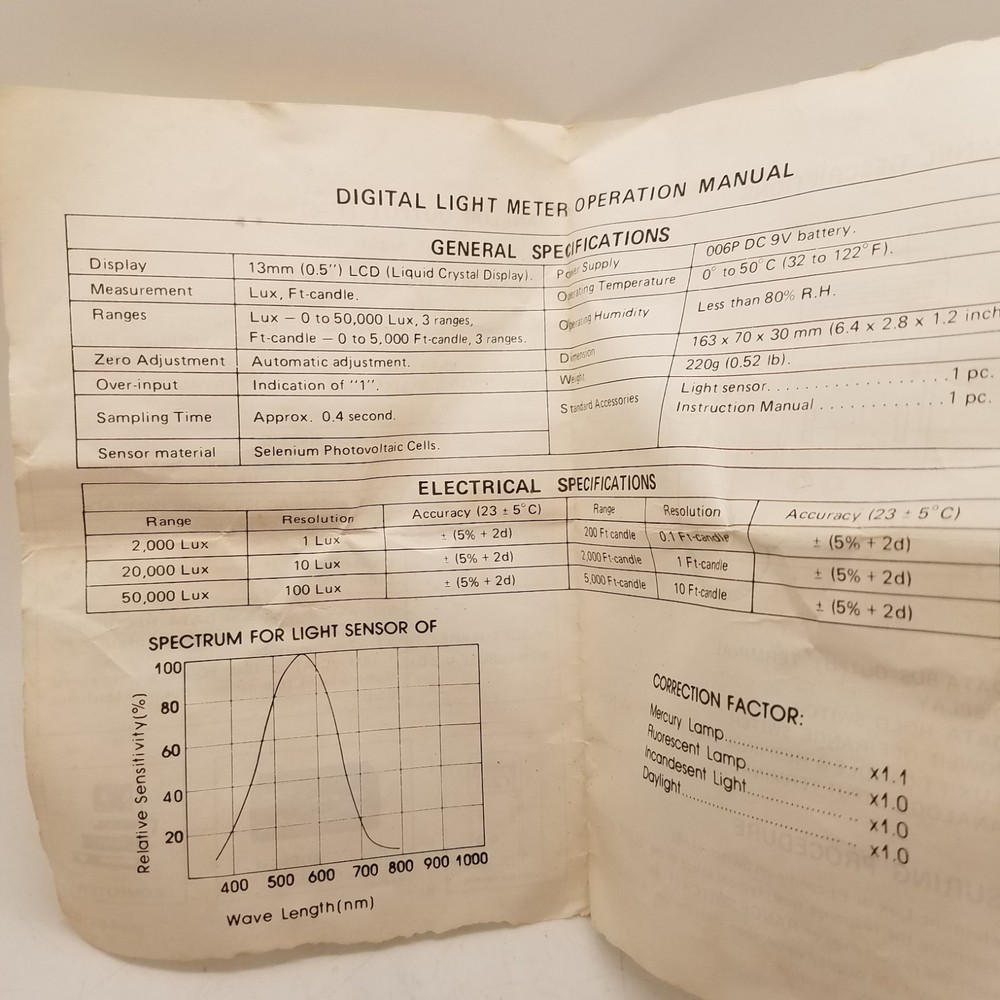 DIGITAL LIGHT METER OPERATION MANUAL
GENERAL SPECIFICATIONS
Display 13mm (0.5") LCD (Liquid Crystal Display).
Measurement Lux, Ft-candle.
Ranges Lux — 0 to 50,000 Lux, 3 ranges,
Ft-candle — 0 to 5,000 Ft-candle, 3 ranges.
Zero Adjustment Automatic adjustment.
Over-input Indication of "1".
Sampling Time Approx. 0.4 second.
Sensor material Selenium Photovoltaic Cells.
Power Supply 006P DC 9V battery.
Operating Temperature 0° to 50°C (32 to 122°F).
Operating Humidity Less than 80% R.H.
Dimension 163 x 70 x 30 mm (6.4 x 2.8 x 1.2 inch
Weight 220g (0.52 lb).
Standard Accessories Light sensor. . . . . . . . . . . . . . . . . . 1 pc.
Instruction Manual . . . . . . . . . . . . 1 pc.
ELECTRICAL SPECIFICATIONS
Range Resolution Accuracy (23 ± 5°C) Range Resolution Accuracy (23 ± 5°C)
2,000 Lux 1 Lux ± (5% + 2d) 200 Ft candle 0.1 Ft-candle ± (5% + 2d)
20,000 Lux 10 Lux ± (5% + 2d) 2,000 Ft-candle 1 Ft-candle ± (5% + 2d)
50,000 Lux 100 Lux ± (5% + 2d) 5,000 Ft-candle 10 Ft-candle ± (5% + 2d)
SPECTRUM FOR LIGHT SENSOR OF
Relative Sensitivity(%)
100
80
60
40
20
400 500 600 700 800 900 1000
Wave Length(nm)
CORRECTION FACTOR:
Mercury Lamp........................ x1.1
Fluorescent Lamp.................... x1.0
Incandesent Light................... x1.0
Daylight............................ x1.0